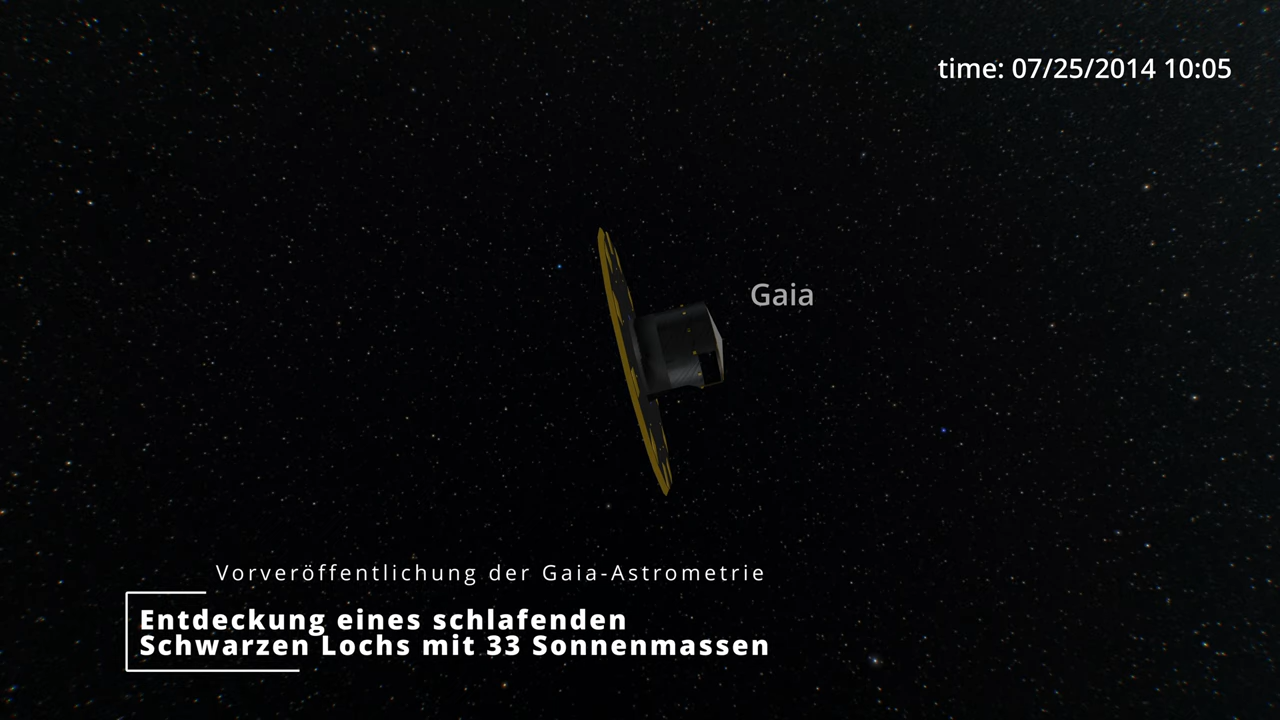 time: 07/25/2014 10:05
Gaia
Vorveröffentlichung der Gaia-Astrometrie
Entdeckung eines schlafenden
Schwarzen Lochs mit 33 Sonnenmassen